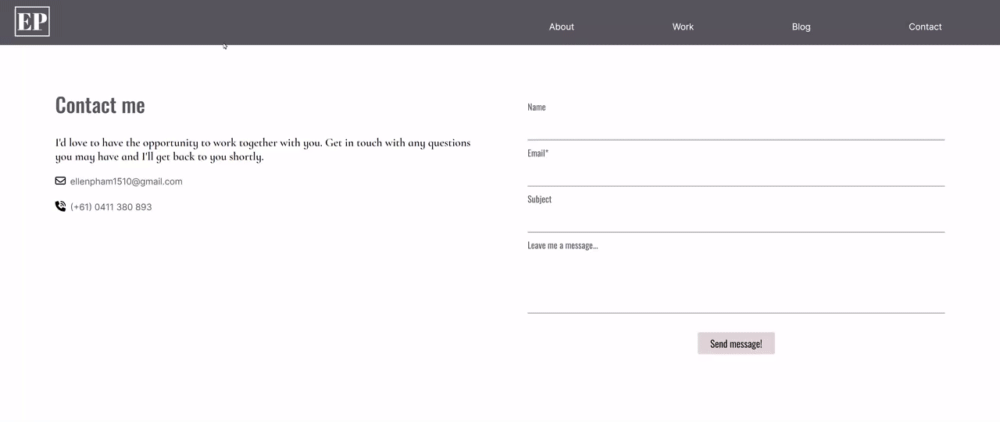 EP
About
Work
Blog
Contact
Contact me
I'd love to have the opportunity to work together with you. Get in touch with any questions
you may have and I'll get back to you shortly.
ellenpham1510@gmail.com
(+61) 0411 380 893
Name
Email*
Subject
Leave me a message...
Send message!